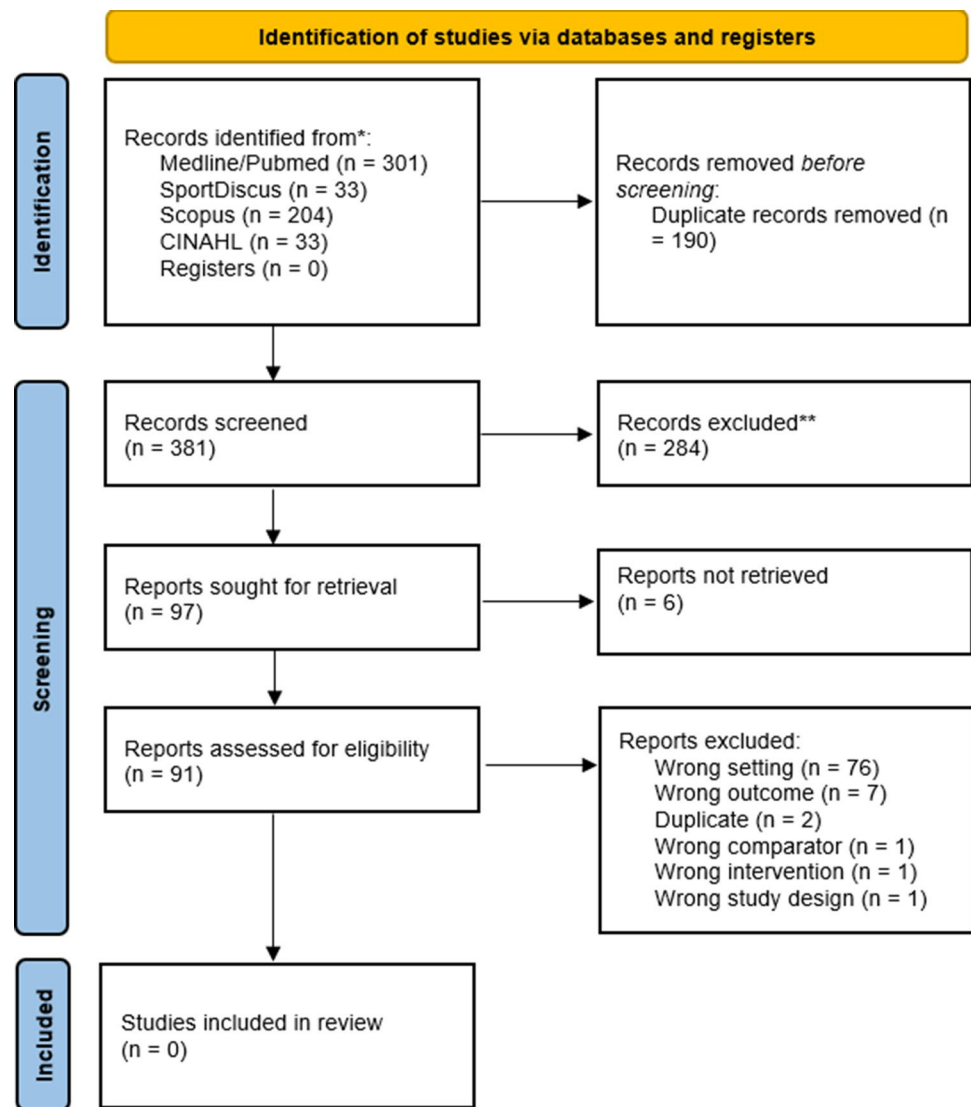 Identification of studies via databases and registers
Identification
Records identified from*:
Medline/Pubmed (n = 301)
SportDiscus (n = 33)
Scopus (n = 204)
CINAHL (n = 33)
Registers (n = 0)
Records removed before
screening:
Duplicate records removed (n
= 190)
Screening
Records screened
(n = 381)
Records excluded**
(n = 284)
Reports sought for retrieval
(n = 97)
Reports not retrieved
(n = 6)
Reports assessed for eligibility
(n = 91)
Reports excluded:
Wrong setting (n = 76)
Wrong outcome (n = 7)
Duplicate (n = 2)
Wrong comparator (n = 1)
Wrong intervention (n = 1)
Wrong study design (n = 1)
Included
Studies included in review
(n = 0)